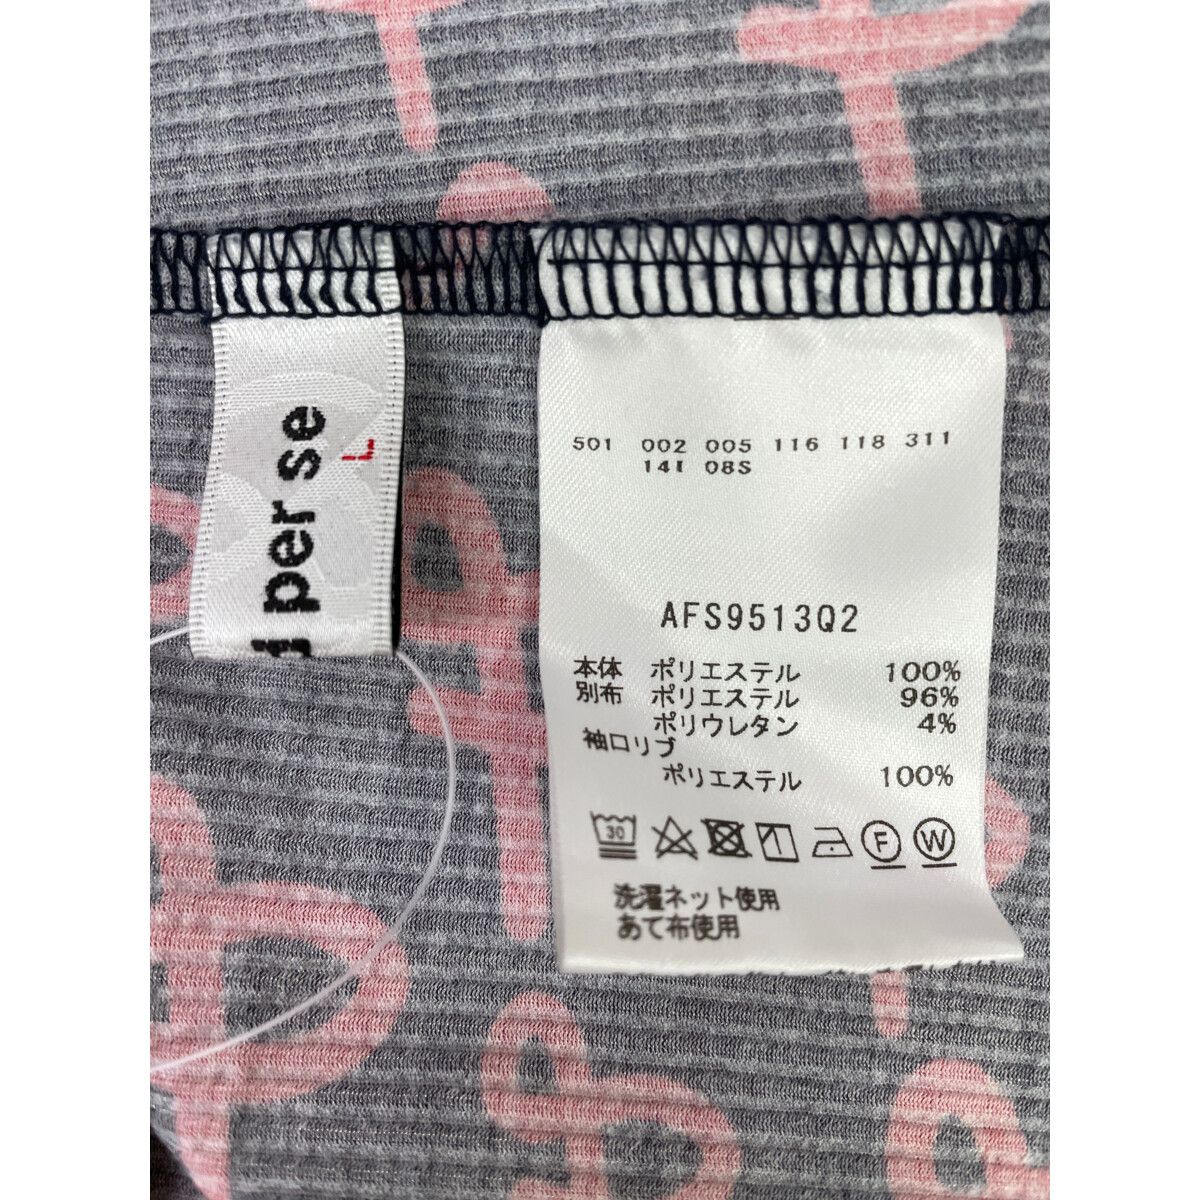 per se
L
501 002 005 116 118 311
141 08S
AFS9513Q2
本体 ポリエステル 100%
別布 ポリエステル 96%
ポリウレタン 4%
袖口リブ
ポリエステル 100%
30
F W
洗濯ネット使用
あて布使用